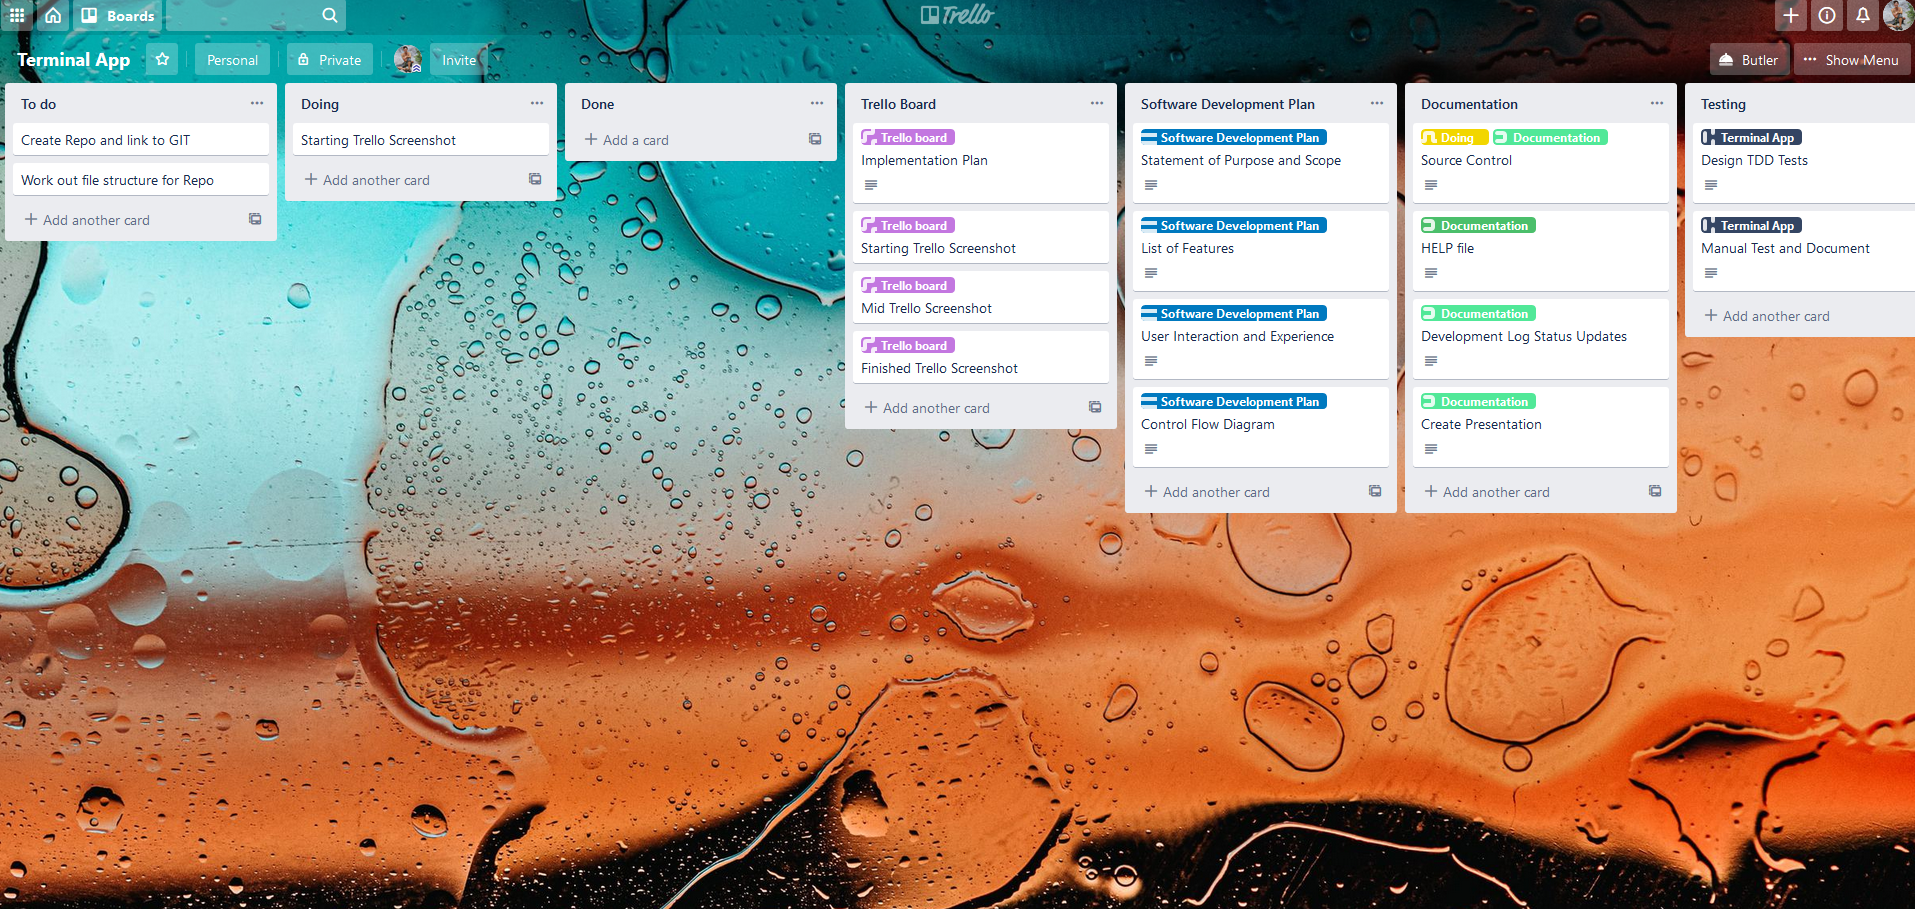 Boards
Trello
Terminal App
Personal
Private
Invite
Butler
Show Menu
To do
Create Repo and link to GIT
Work out file structure for Repo
Add another card
Doing
Starting Trello Screenshot
Add another card
Done
Add a card
Trello Board
Trello board
Implementation Plan
Trello board
Starting Trello Screenshot
Trello board
Mid Trello Screenshot
Trello board
Finished Trello Screenshot
Add another card
Software Development Plan
Software Development Plan
Statement of Purpose and Scope
Software Development Plan
List of Features
Software Development Plan
User Interaction and Experience
Software Development Plan
Control Flow Diagram
Add another card
Documentation
Doing Documentation
Source Control
Documentation
HELP file
Documentation
Development Log Status Updates
Documentation
Create Presentation
Add another card
Testing
Terminal App
Design TDD Tests
Terminal App
Manual Test and Document
Add another card